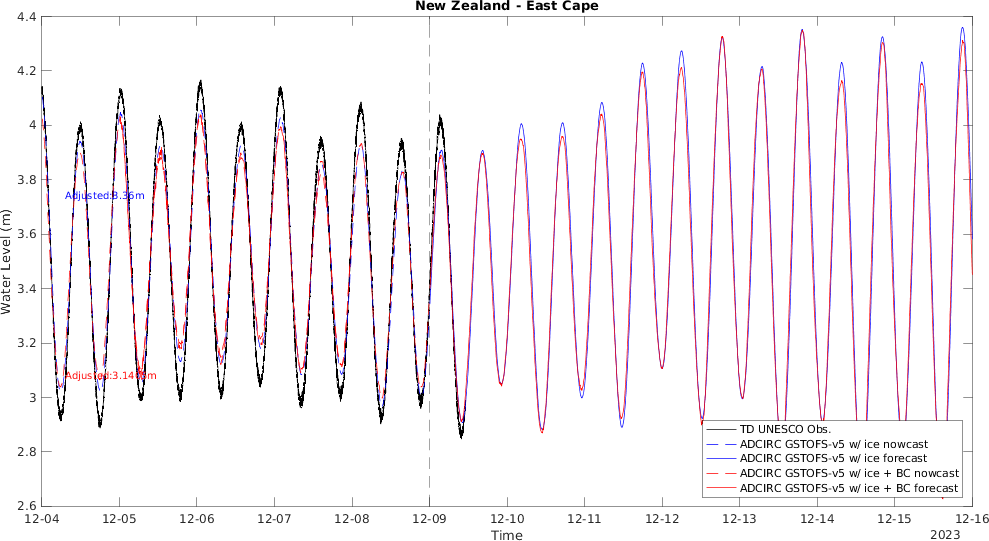 New Zealand - East Cape
Water Level (m)
4.4
4.2
4
3.8
3.6
3.4
3.2
3
2.8
2.6
Adjusted:3.36m
TD UNESCO Obs.
ADCIRC GSTOFS-v5 w/ ice nowcast
ADCIRC GSTOFS-v5 w/ ice forecast
ADCIRC GSTOFS-v5 w/ ice + BC nowcast
ADCIRC GSTOFS-v5 w/ ice + BC forecast
12-04 12-05 12-06 12-07 12-08 12-09 12-10 12-11 12-12 12-13 12-14 12-15 12-16
Time
2023